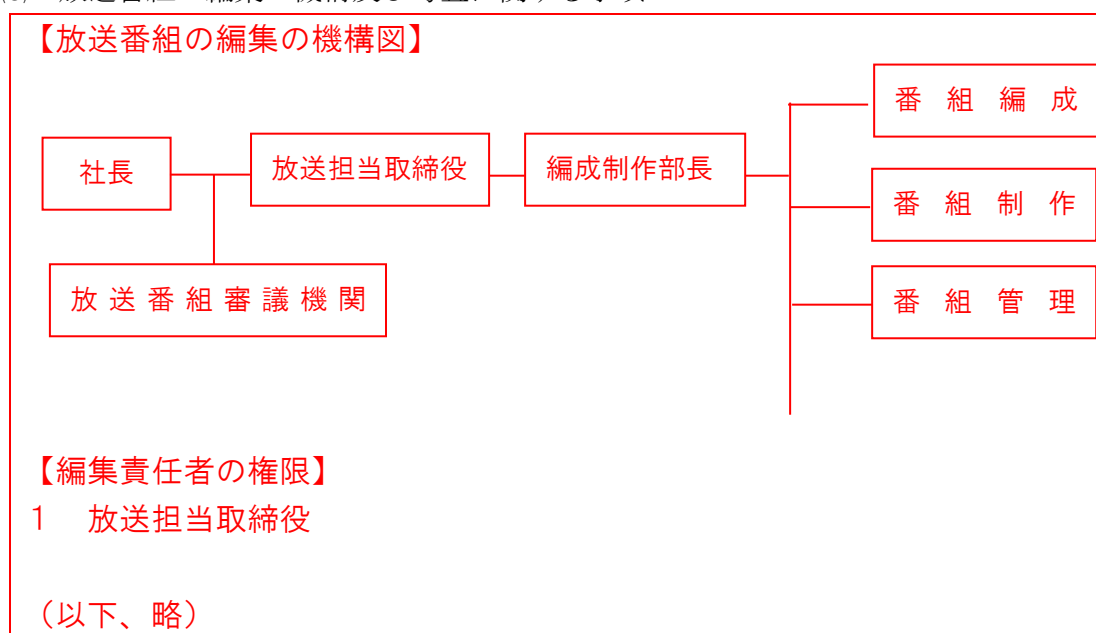 【放送番組の編集の機構図】
番組編成
社長
放送担当取締役
編成制作部長
番組制作
放送番組審議機関
番組管理
【編集責任者の権限】
1 放送担当取締役
（以下、略）